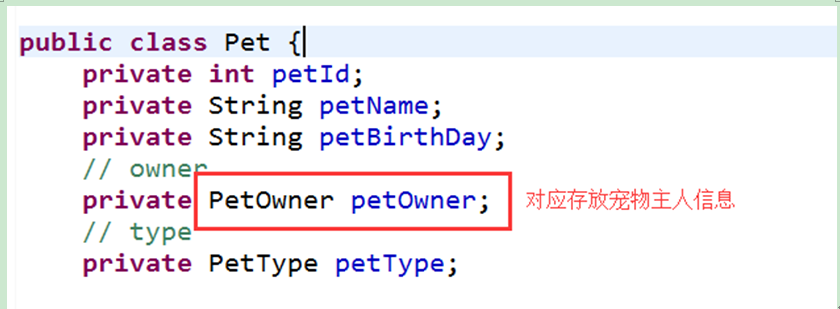 public class Pet {
private int petId;
private String petName;
private String petBirthDay;
// owner
private PetOwner petOwner; 对应存放宠物主人信息
// type
private PetType petType;